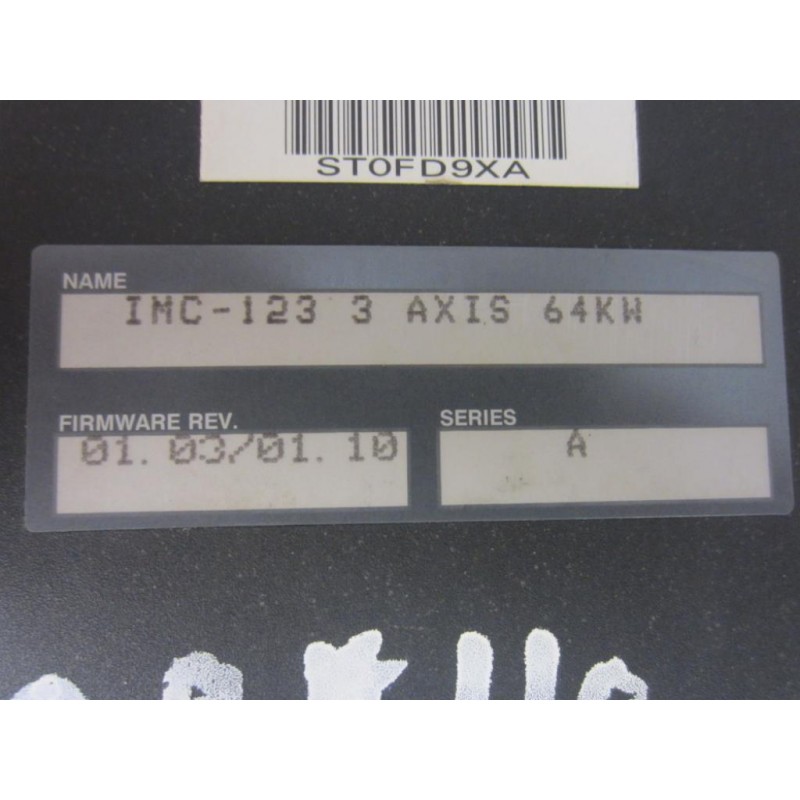 ST0FD9XA
NAME
IMC-123 3 AXIS 64KW
FIRMWARE REV.
01.03/01.10
SERIES
A